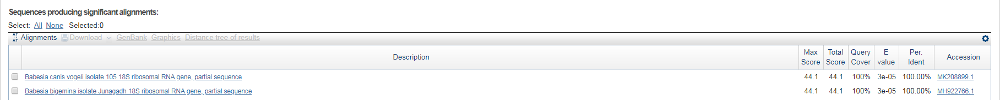 Sequences producing significant alignments:
Select: All None Selected:0
Alignments Download GenBank Graphics Distance tree of results
Description Max Score Total Score Query Cover E value Per. Ident Accession
Babesia canis vogeli isolate 105 18S ribosomal RNA gene, partial sequence 44.1 44.1 100% 3e-05 100.00% MK208899.1
Babesia bigemina isolate Junagadh 18S ribosomal RNA gene, partial sequence 44.1 44.1 100% 3e-05 100.00% MH922766.1